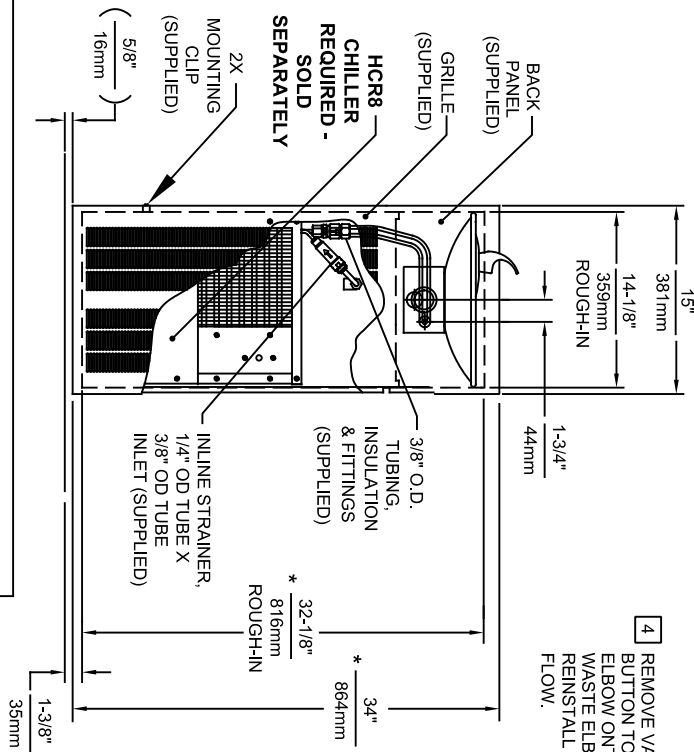 15"
381mm
14-1/8"
359mm
ROUGH-IN
1-3/4"
44mm
BACK
PANEL
(SUPPLIED)
GRILLE
(SUPPLIED)
HCR8
CHILLER
REQUIRED -
SOLD
SEPARATELY
2X
MOUNTING
CLIP
(SUPPLIED)
( 5/8"
16mm )
3/8" O.D.
TUBING,
INSULATION
& FITTINGS
(SUPPLIED)
INLINE STRAINER,
1/4" OD TUBE X
3/8" OD TUBE
INLET (SUPPLIED)
* 32-1/8"
816mm
ROUGH-IN
* 34"
864mm
1-3/8"
35mm
4 REMOVE VA
BUTTON TO
ELBOW ONT
WASTE ELB
REINSTALL
FLOW.